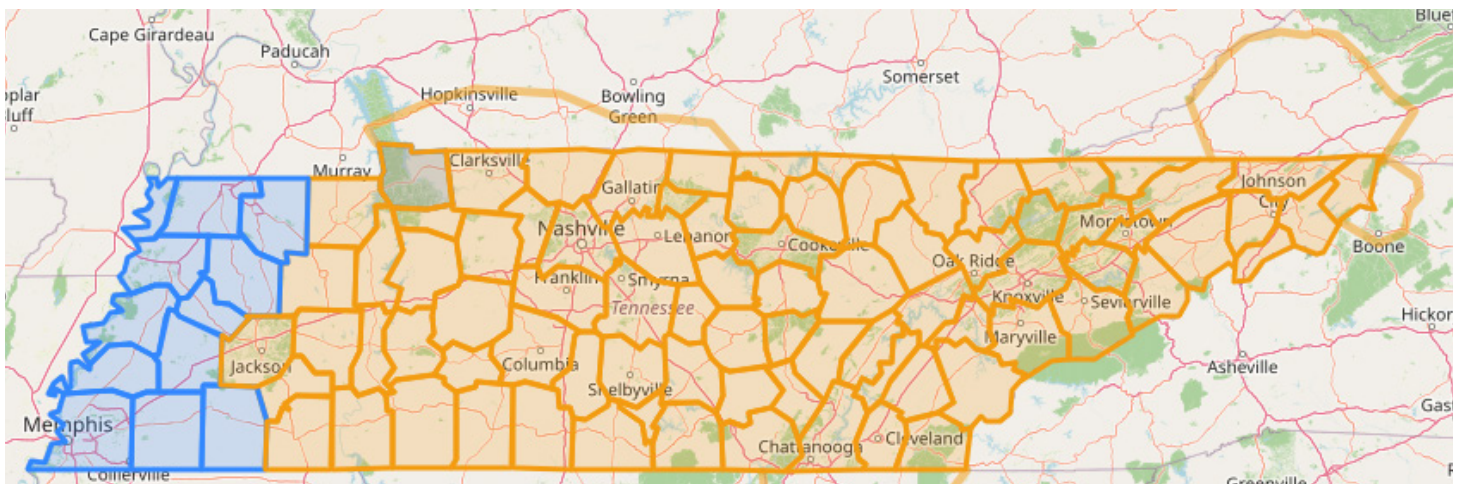 Blue
Cape Girardeau
Paducah
Somerset
Hopkinsville
Bowling
Green
oplar
luff
Murray
Clarksville
Gallatin
Johnson
City
Morristown
Nashville
Lebanon
Cookeville
Boone
Oak Ridge
Franklin
Smyrna
Knoxville
Sevierville
Tennessee
Hickor
Maryville
Jackson
Columbia
Asheville
Shelbyville
Gast
Memphis
Cleveland
Chattanooga
Collierville
Greenville